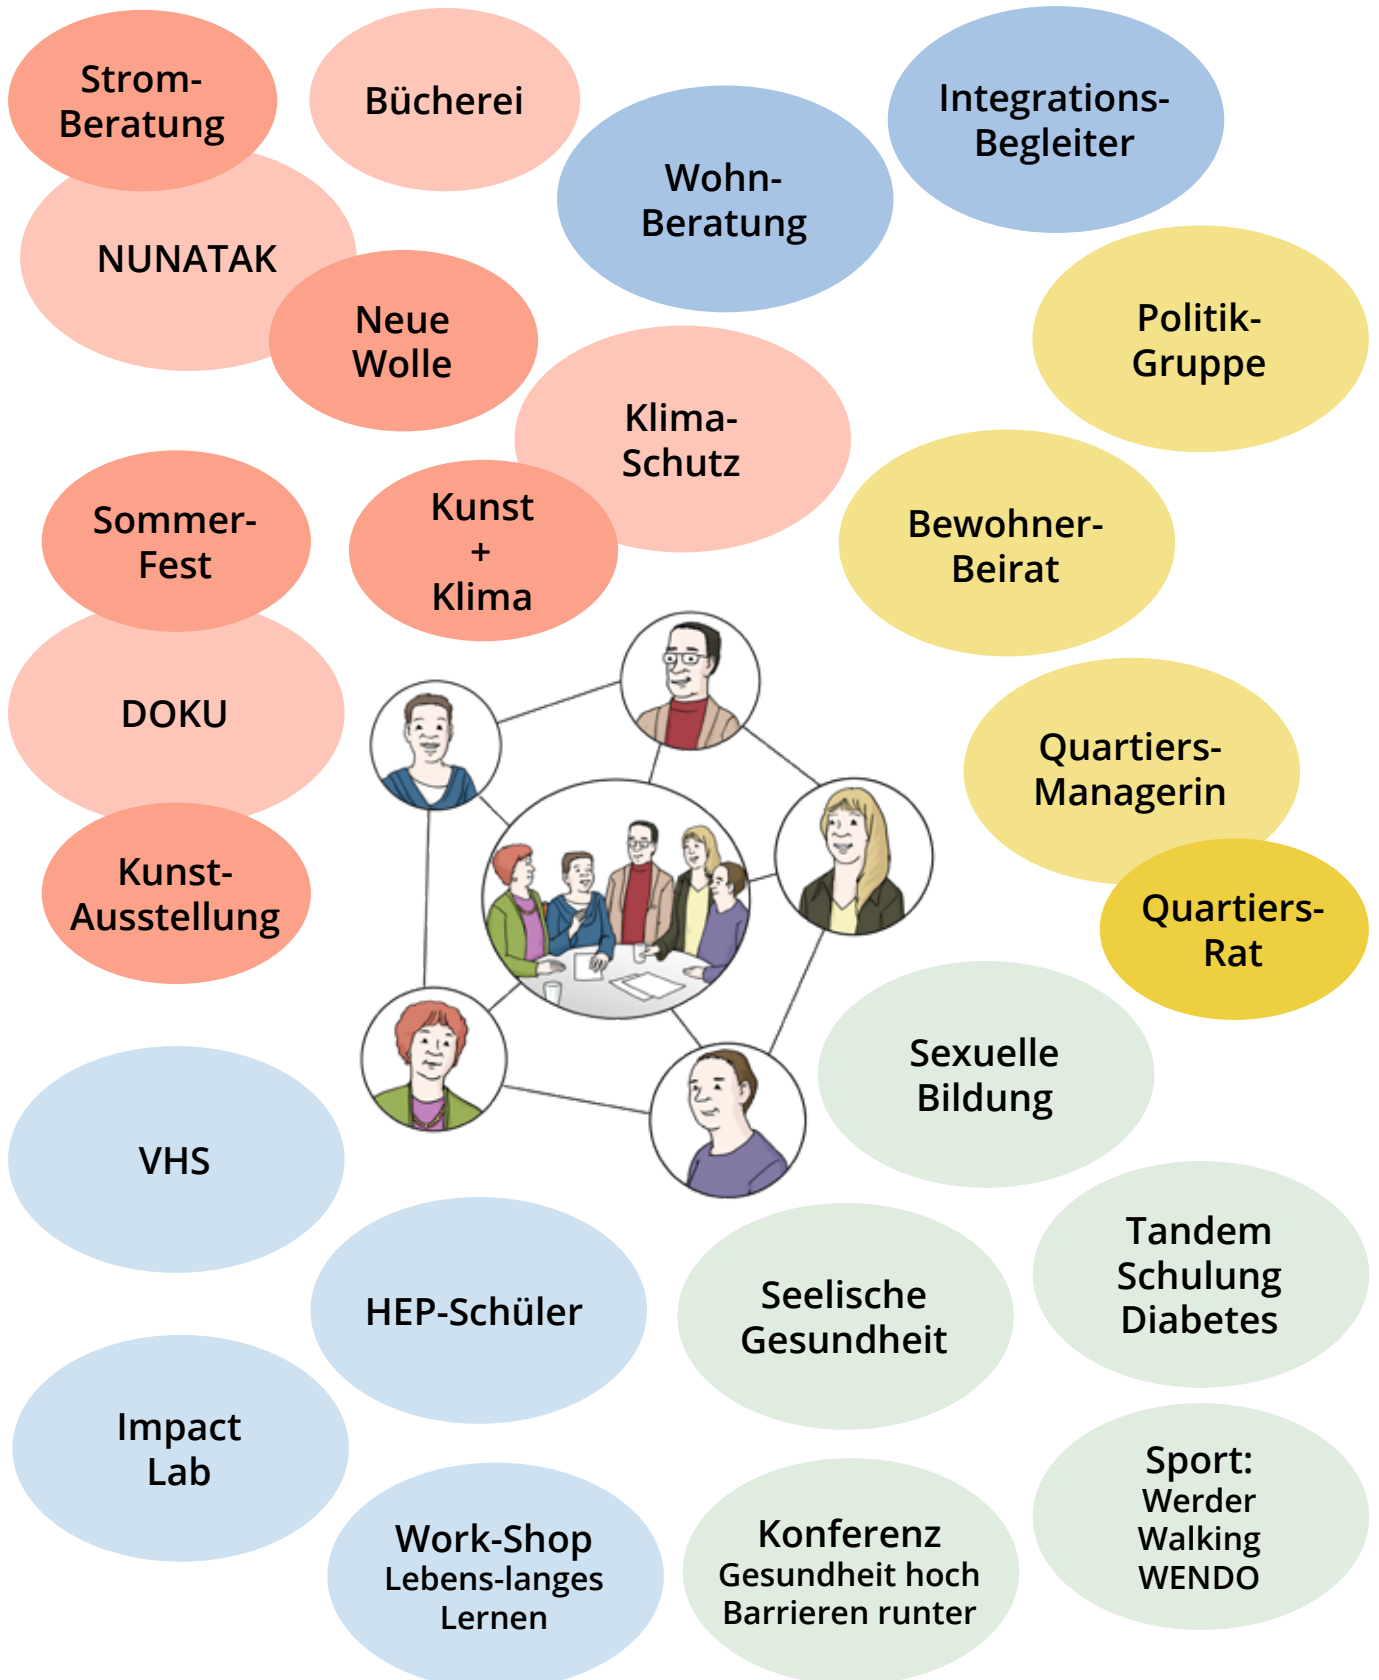 Strom-
Beratung
Bücherei
Integrations-
Begleiter
Wohn-
Beratung
NUNATAK
Neue
Wolle
Politik-
Gruppe
Klima-
Schutz
Sommer-
Fest
Kunst
+
Klima
Bewohner-
Beirat
DOKU
Quartiers-
Managerin
Kunst-
Ausstellung
Quartiers-
Rat
Sexuelle
Bildung
VHS
HEP-Schüler
Seelische
Gesundheit
Tandem
Schulung
Diabetes
Impact
Lab
Work-Shop
Lebens-langes
Lernen
Konferenz
Gesundheit hoch
Barrieren runter
Sport:
Werder
Walking
WENDO